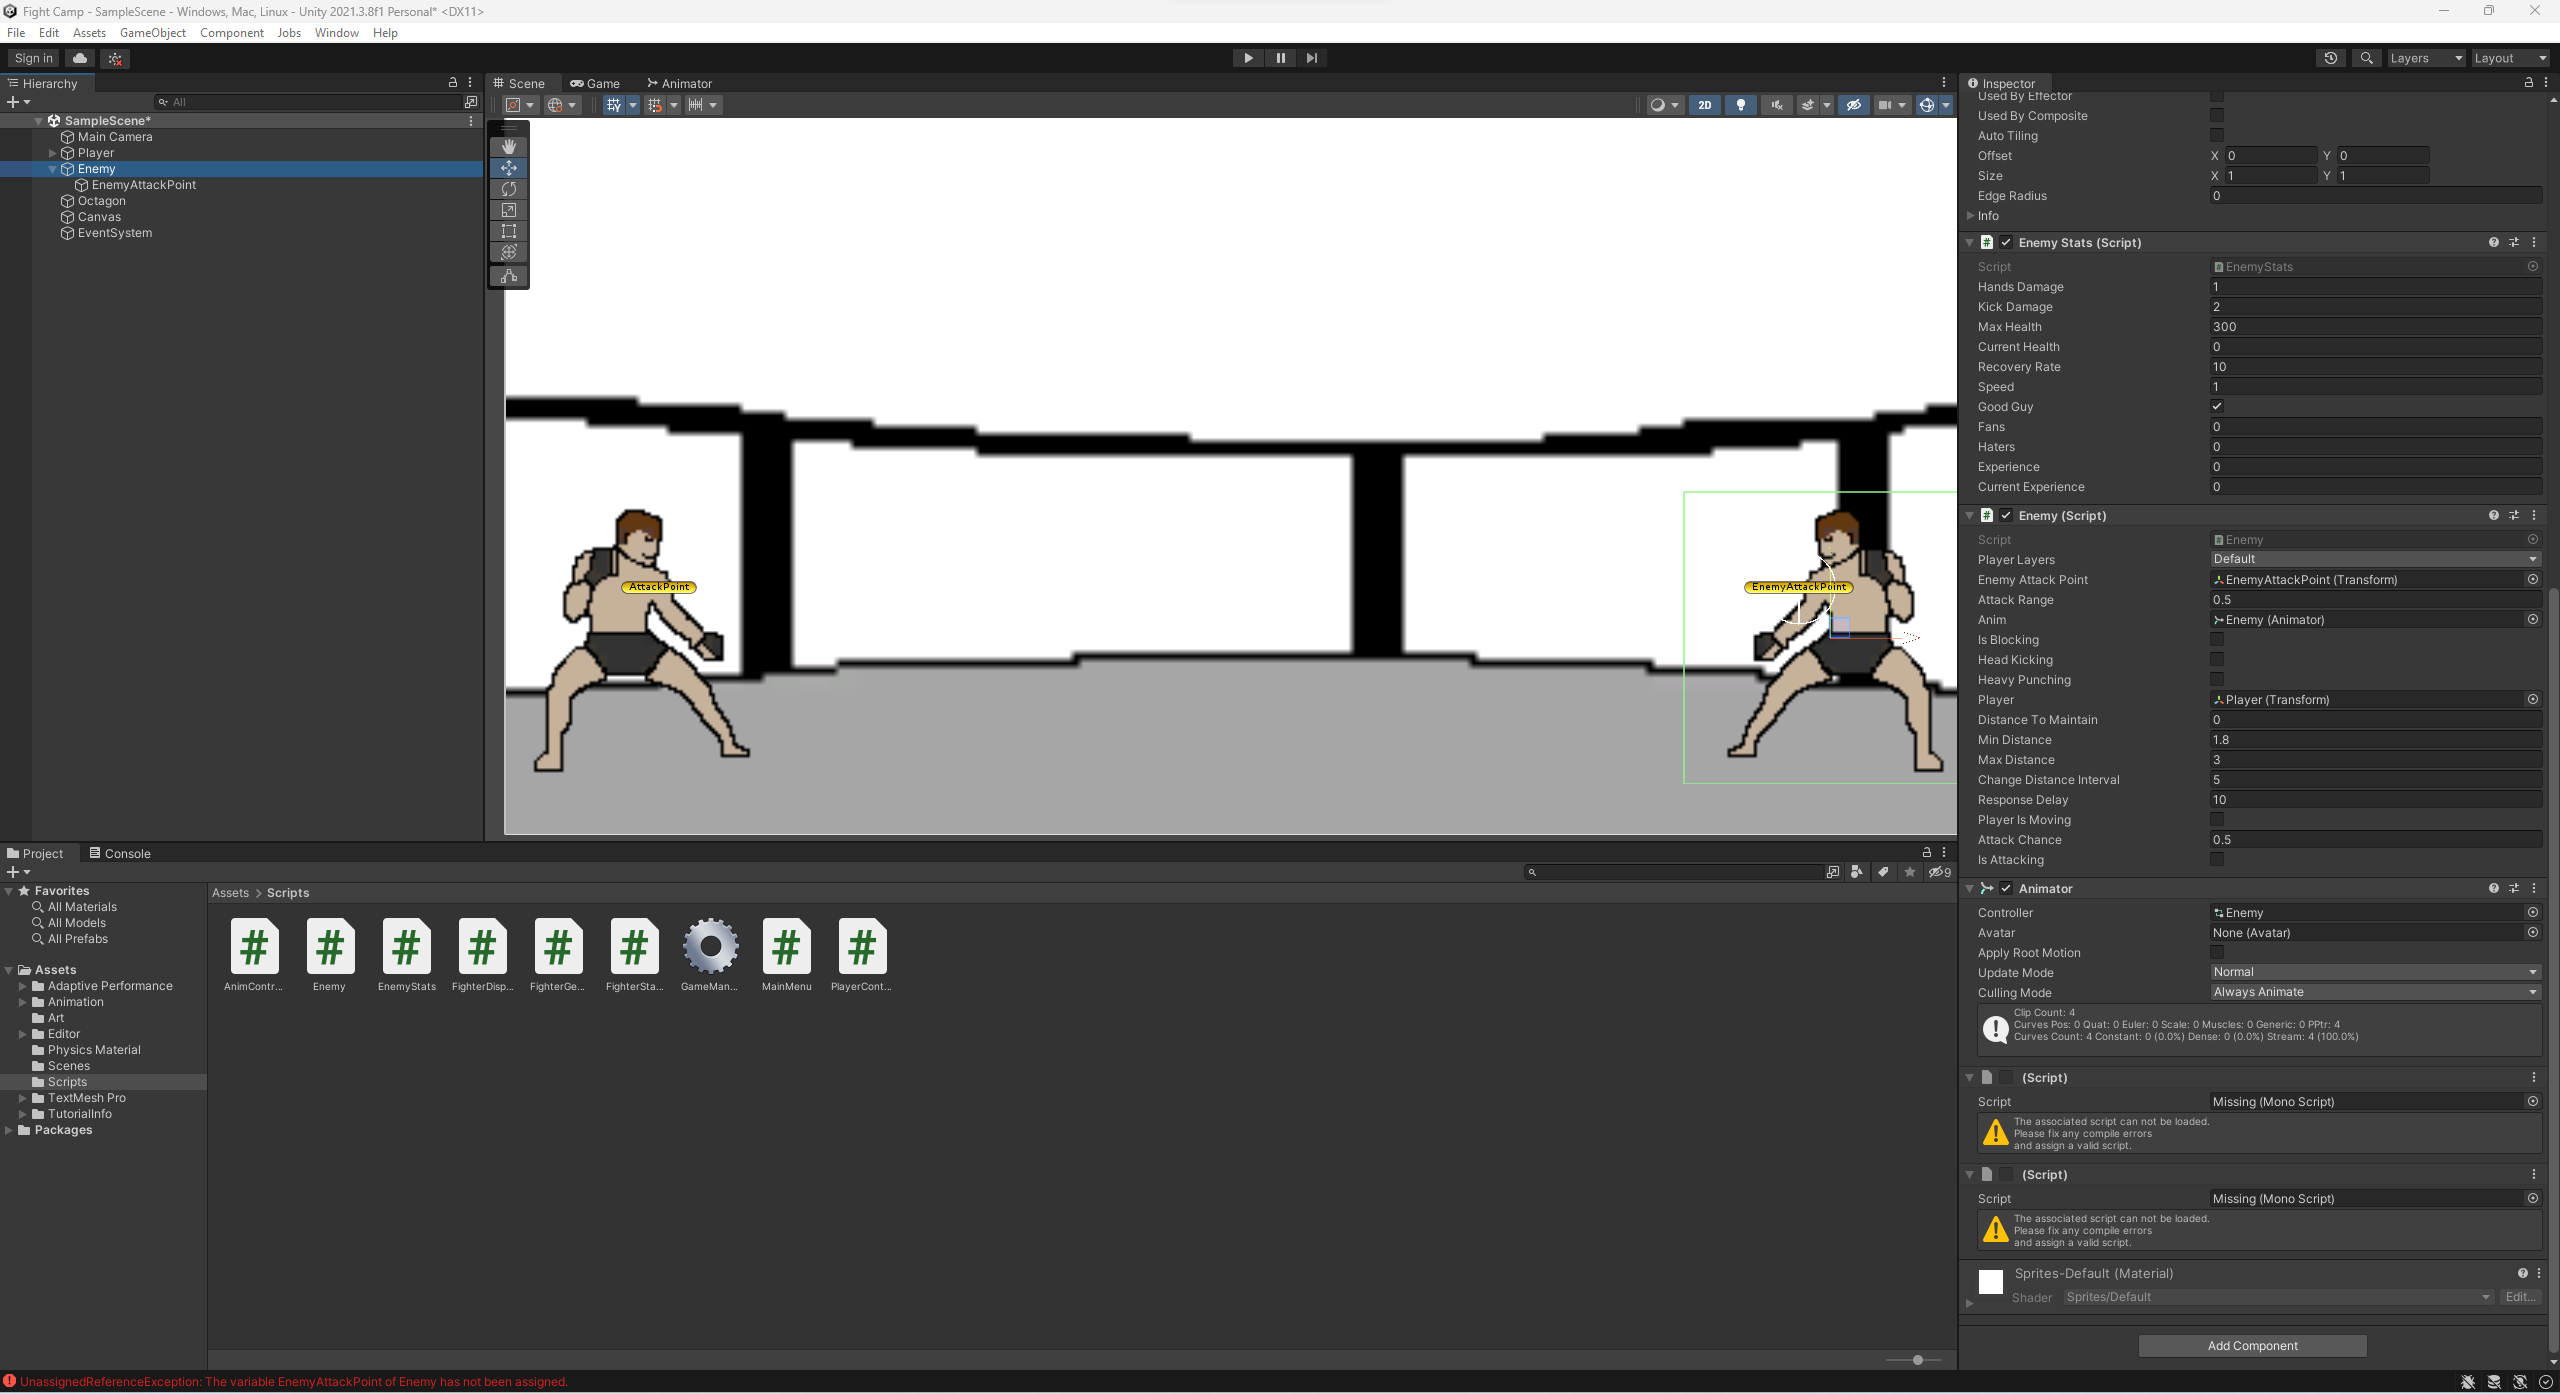 Fight Camp - SampleScene - Windows, Mac, Linux - Unity 2021.3.8f1 Personal* <DX11>
File Edit Assets GameObject Component Jobs Window Help
Sign in
Layers
Layout
Hierarchy
All
SampleScene*
Main Camera
Player
Enemy
EnemyAttackPoint
Octagon
Canvas
EventSystem
Scene Game Animator
2D
AttackPoint
EnemyAttackPoint
Inspector
Used By Effector
Used By Composite
Auto Tiling
Offset X 0 Y 0
Size X 1 Y 1
Edge Radius 0
Info
# Enemy Stats (Script)
Script EnemyStats
Hands Damage 1
Kick Damage 2
Max Health 300
Current Health 0
Recovery Rate 10
Speed 1
Good Guy
Fans 0
Haters 0
Experience 0
Current Experience 0
# Enemy (Script)
Script Enemy
Player Layers Default
Enemy Attack Point EnemyAttackPoint (Transform)
Attack Range 0.5
Anim Enemy (Animator)
Is Blocking
Head Kicking
Heavy Punching
Player Player (Transform)
Distance To Maintain 0
Min Distance 1.8
Max Distance 3
Change Distance Interval 5
Response Delay 10
Player Is Moving
Attack Chance 0.5
Is Attacking
Animator
Controller Enemy
Avatar None (Avatar)
Apply Root Motion
Update Mode Normal
Culling Mode Always Animate
Clip Count: 4
Curves Pos: 0 Quat: 0 Euler: 0 Scale: 0 Muscles: 0 Generic: 0 PPtr: 4
Curves Count: 4 Constant: 0 (0.0%) Dense: 0 (0.0%) Stream: 4 (100.0%)
(Script)
Script Missing (Mono Script)
The associated script can not be loaded.
Please fix any compile errors
and assign a valid script.
(Script)
Script Missing (Mono Script)
The associated script can not be loaded.
Please fix any compile errors
and assign a valid script.
Sprites-Default (Material)
Shader Sprites/Default Edit...
Add Component
Project Console
9
Favorites
All Materials
All Models
All Prefabs
Assets
Adaptive Performance
Animation
Art
Editor
Physics Material
Scenes
Scripts
TextMesh Pro
TutorialInfo
Packages
Assets > Scripts
# # # # # # # #
AnimContr... Enemy EnemyStats FighterDisp... FighterGe... FighterSta... GameMan... MainMenu PlayerCont...
UnassignedReferenceException: The variable EnemyAttackPoint of Enemy has not been assigned.